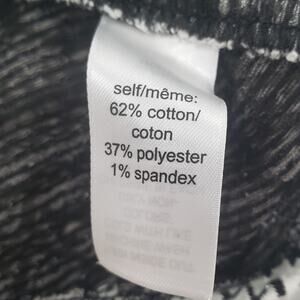 self/même:
62% cotton/
coton
37% polyester
1% spandex